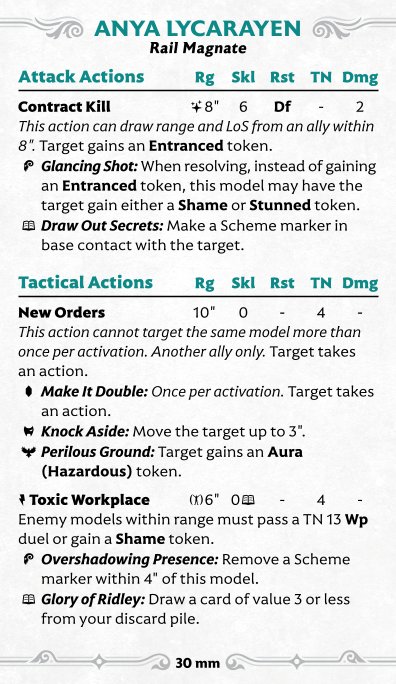 ANYA LYCARAYEN
Rail Magnate
Attack Actions Rg Skl Rst TN Dmg
Contract Kill 8" 6 Df - 2
This action can draw range and LoS from an ally within
8". Target gains an Entranced token.
Glancing Shot: When resolving, instead of gaining
an Entranced token, this model may have the
target gain either a Shame or Stunned token.
Draw Out Secrets: Make a Scheme marker in
base contact with the target.
Tactical Actions Rg Skl Rst TN Dmg
New Orders 10" 0 - 4 -
This action cannot target the same model more than
once per activation. Another ally only. Target takes
an action.
Make It Double: Once per activation. Target takes
an action.
Knock Aside: Move the target up to 3".
Perilous Ground: Target gains an Aura
(Hazardous) token.
Toxic Workplace 6" 0 - 4 -
Enemy models within range must pass a TN 13 Wp
duel or gain a Shame token.
Overshadowing Presence: Remove a Scheme
marker within 4" of this model.
Glory of Ridley: Draw a card of value 3 or less
from your discard pile.
30 mm